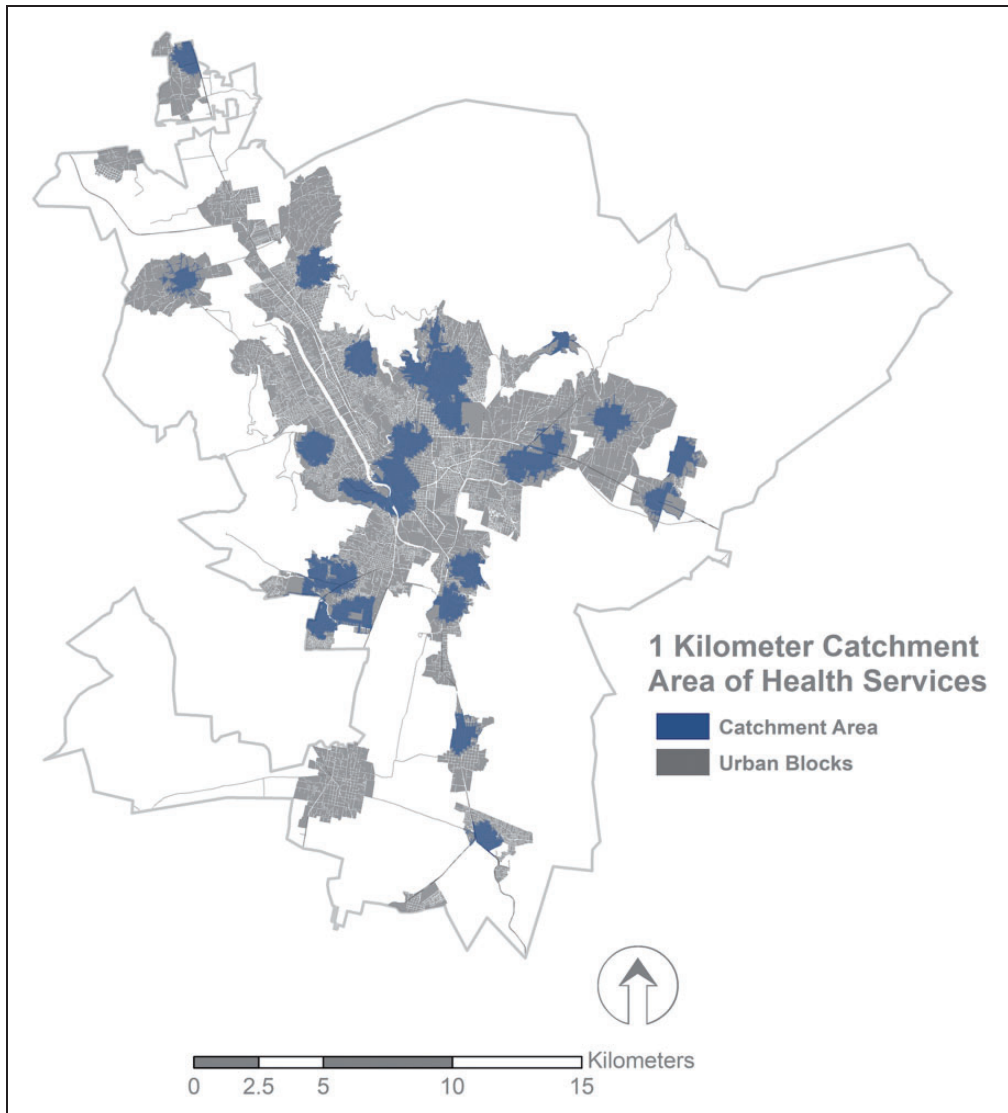 1 Kilometer Catchment
Area of Health Services
Catchment Area
Urban Blocks
Kilometers
0 2.5 5 10 15